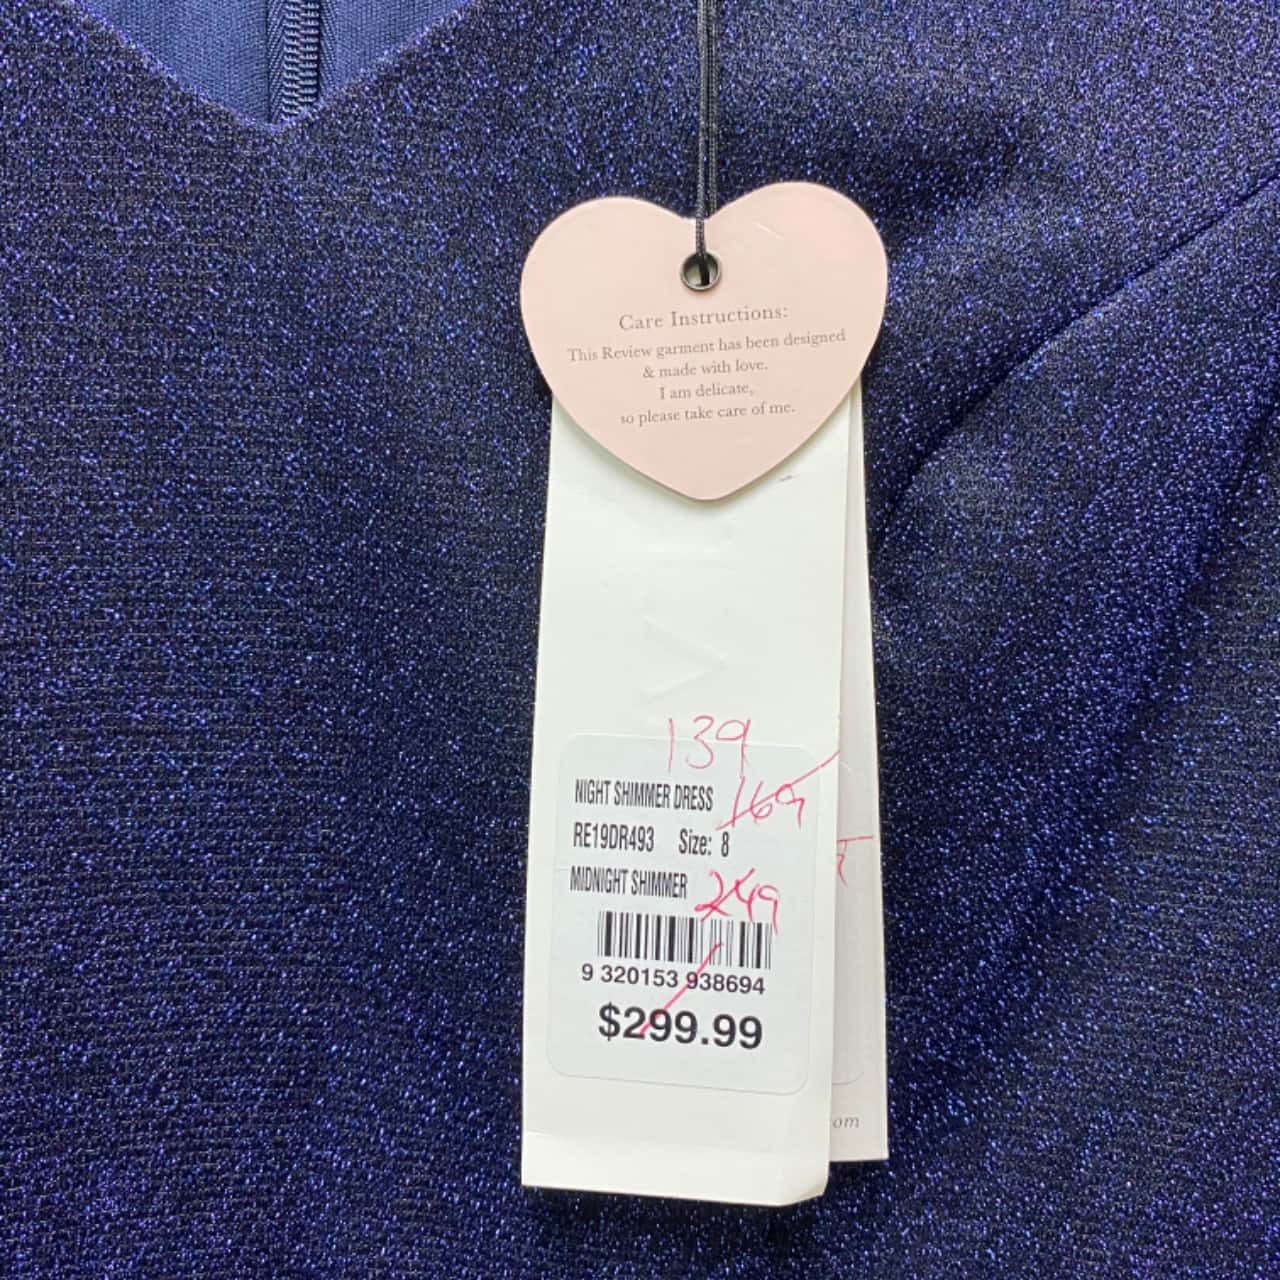 Care Instructions:
This Review garment has been designed
& made with love.
I am delicate,
so please take care of me.
139
NIGHT SHIMMER DRESS 169
RE19DR493 Size: 8
MIDNIGHT SHIMMER 249
9 320153 938694
$299.99
om